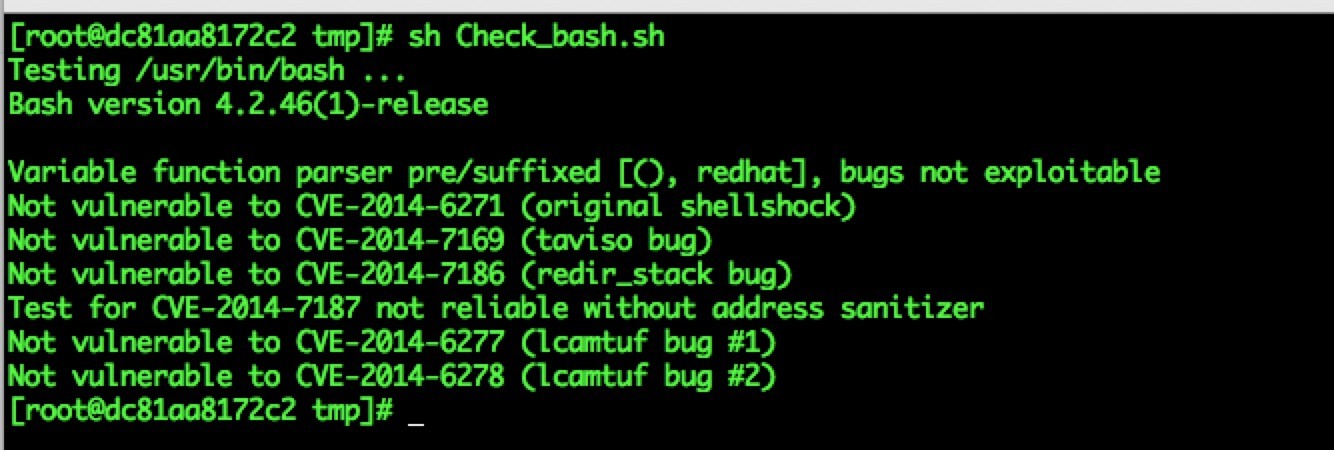 [root@dc81aa8172c2 tmp]# sh Check_bash.sh
Testing /usr/bin/bash ...
Bash version 4.2.46(1)-release
Variable function parser pre/suffixed [(), redhat], bugs not exploitable
Not vulnerable to CVE-2014-6271 (original shellshock)
Not vulnerable to CVE-2014-7169 (taviso bug)
Not vulnerable to CVE-2014-7186 (redir_stack bug)
Test for CVE-2014-7187 not reliable without address sanitizer
Not vulnerable to CVE-2014-6277 (lcamtuf bug #1)
Not vulnerable to CVE-2014-6278 (lcamtuf bug #2)
[root@dc81aa8172c2 tmp]# _